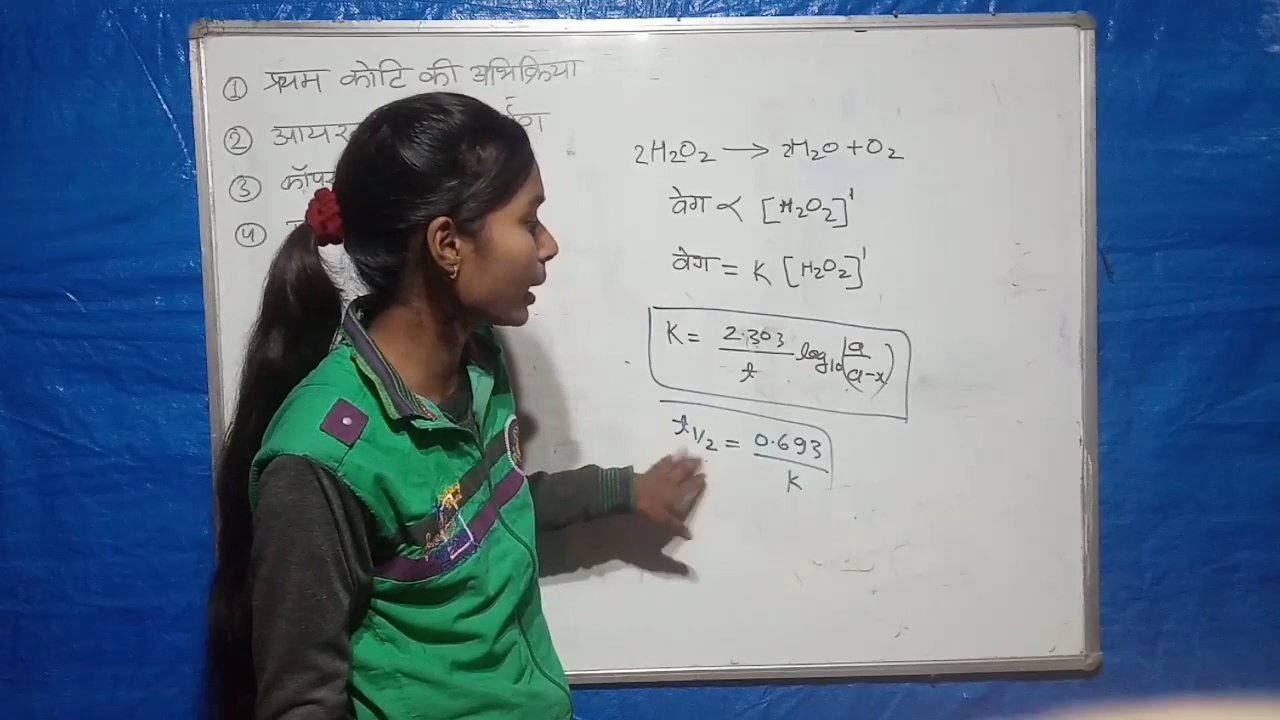 ① प्रथम कोटि की अभिक्रिया
②
③
④
2H₂O₂ → 2H₂O + O₂
वेग ∝ [H₂O₂]¹
वेग = K [H₂O₂]¹
K = 2.303/t log₁₀(a/a-x)
t1/2 = 0.693/K